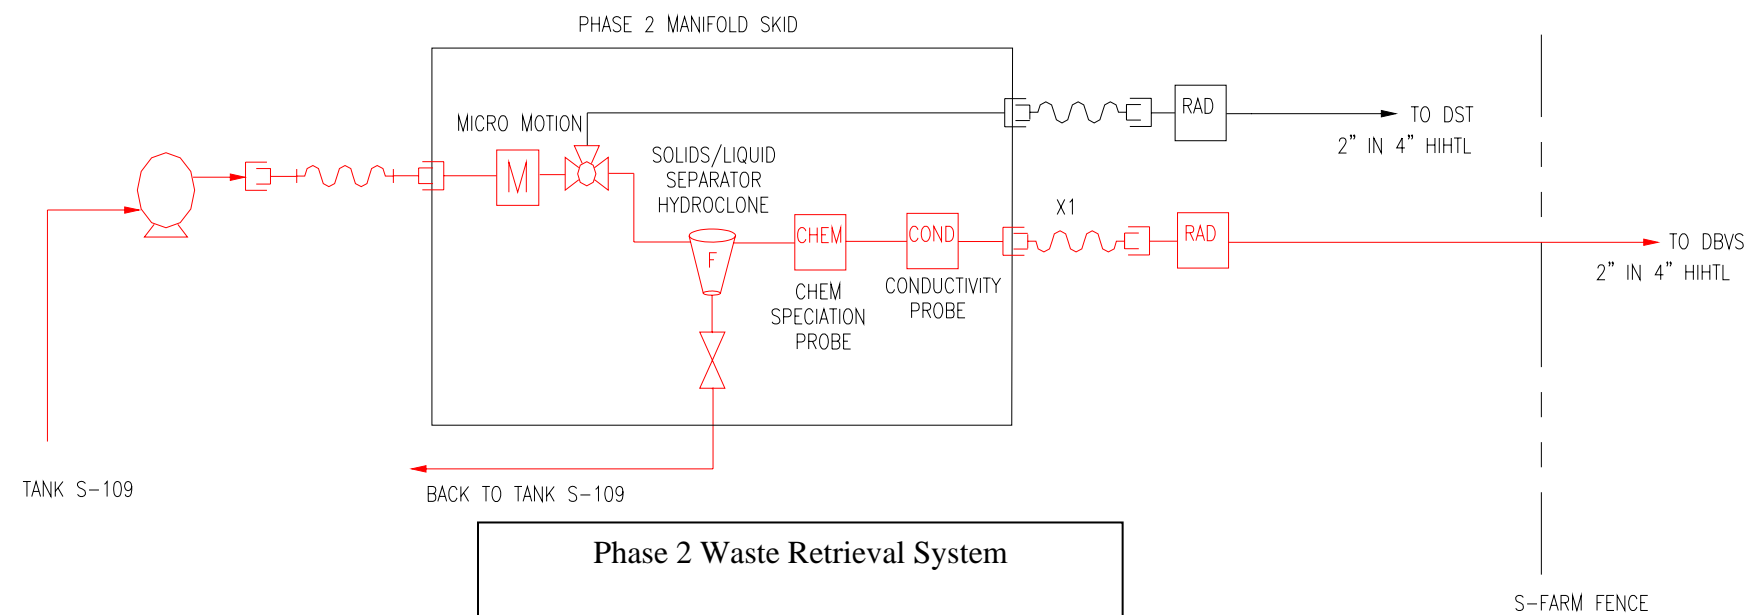 PHASE 2 MANIFOLD SKID
MICRO MOTION
M
SOLIDS/LIQUID
SEPARATOR
HYDROCLONE
F
CHEM
CHEM
SPECIATION
PROBE
COND
CONDUCTIVITY
PROBE
RAD
TO DST
2" IN 4" HIHTL
X1
RAD
TO DBVS
2" IN 4" HIHTL
TANK S-109
BACK TO TANK S-109
Phase 2 Waste Retrieval System
S-FARM FENCE